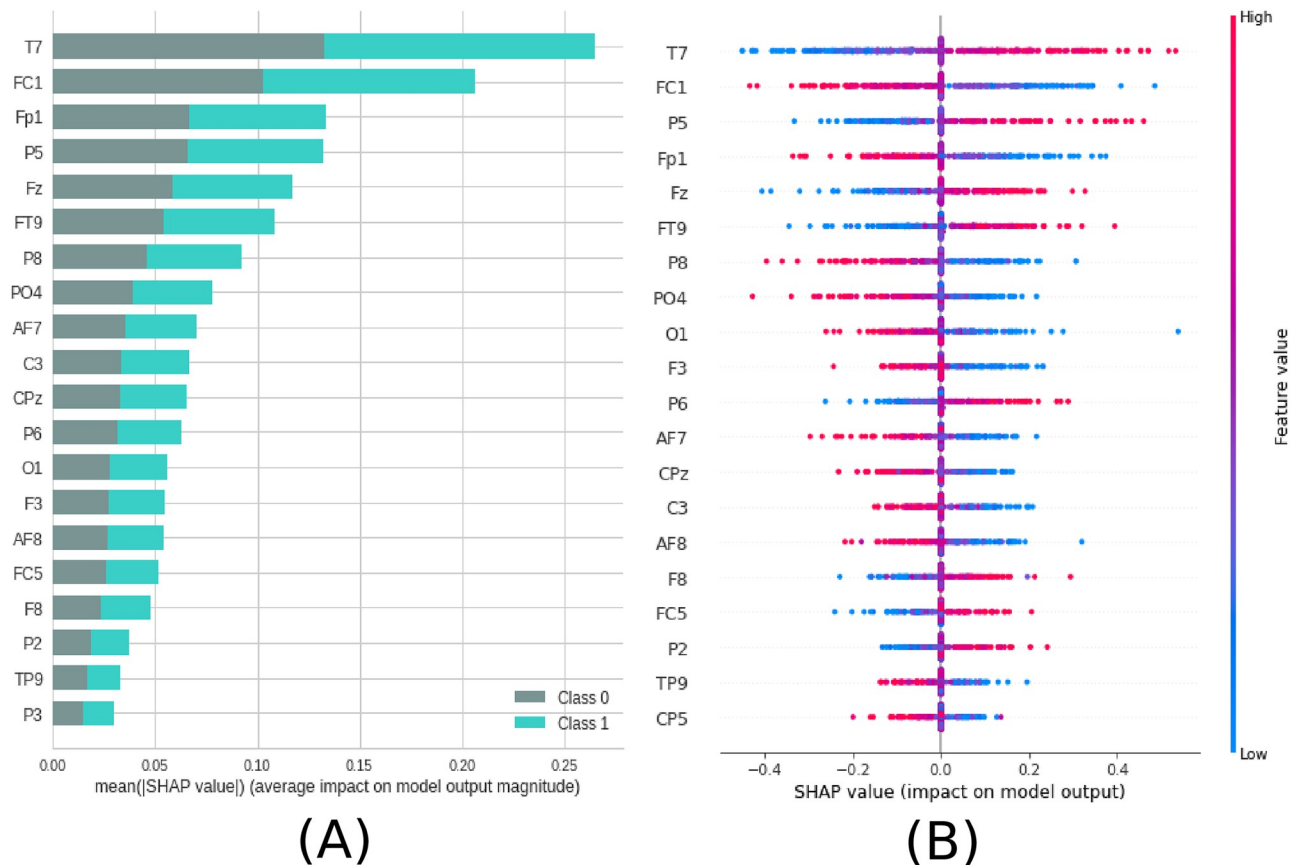 T7
FC1
Fp1
P5
Fz
FT9
P8
PO4
AF7
C3
CPz
P6
O1
F3
AF8
FC5
F8
P2
TP9
P3
Class 0
Class 1
0.00 0.05 0.10 0.15 0.20 0.25
mean(|SHAP value|) (average impact on model output magnitude)
(A)
T7
FC1
P5
Fp1
Fz
FT9
P8
PO4
O1
F3
P6
AF7
CPz
C3
AF8
F8
FC5
P2
TP9
CP5
−0.4 −0.2 0.0 0.2 0.4
SHAP value (impact on model output)
High
Feature value
Low
(B)